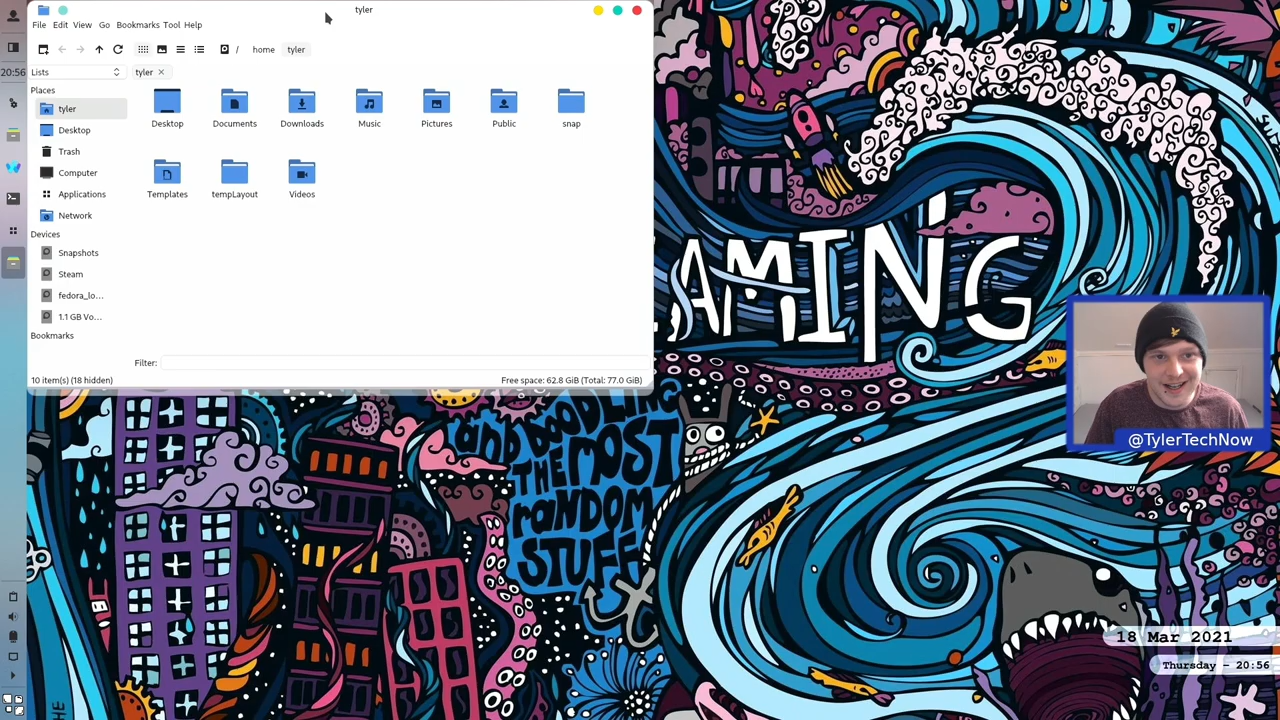 tyler
File Edit View Go Bookmarks Tool Help
20:56
/ home tyler
Lists
tyler
Places
tyler
Desktop
Trash
Computer
Applications
Network
Devices
Snapshots
Steam
fedora_lo...
1.1 GB Vo...
Bookmarks
Desktop Documents Downloads Music Pictures Public snap
Templates tempLayout Videos
Filter:
10 item(s) (18 hidden)
Free space: 62.8 GiB (Total: 77.0 GiB)
AMING
and DOODLING
THE MOST
raNDOM
STUFF
@TylerTechNow
18 Mar 2021
Thursday - 20:56
THE